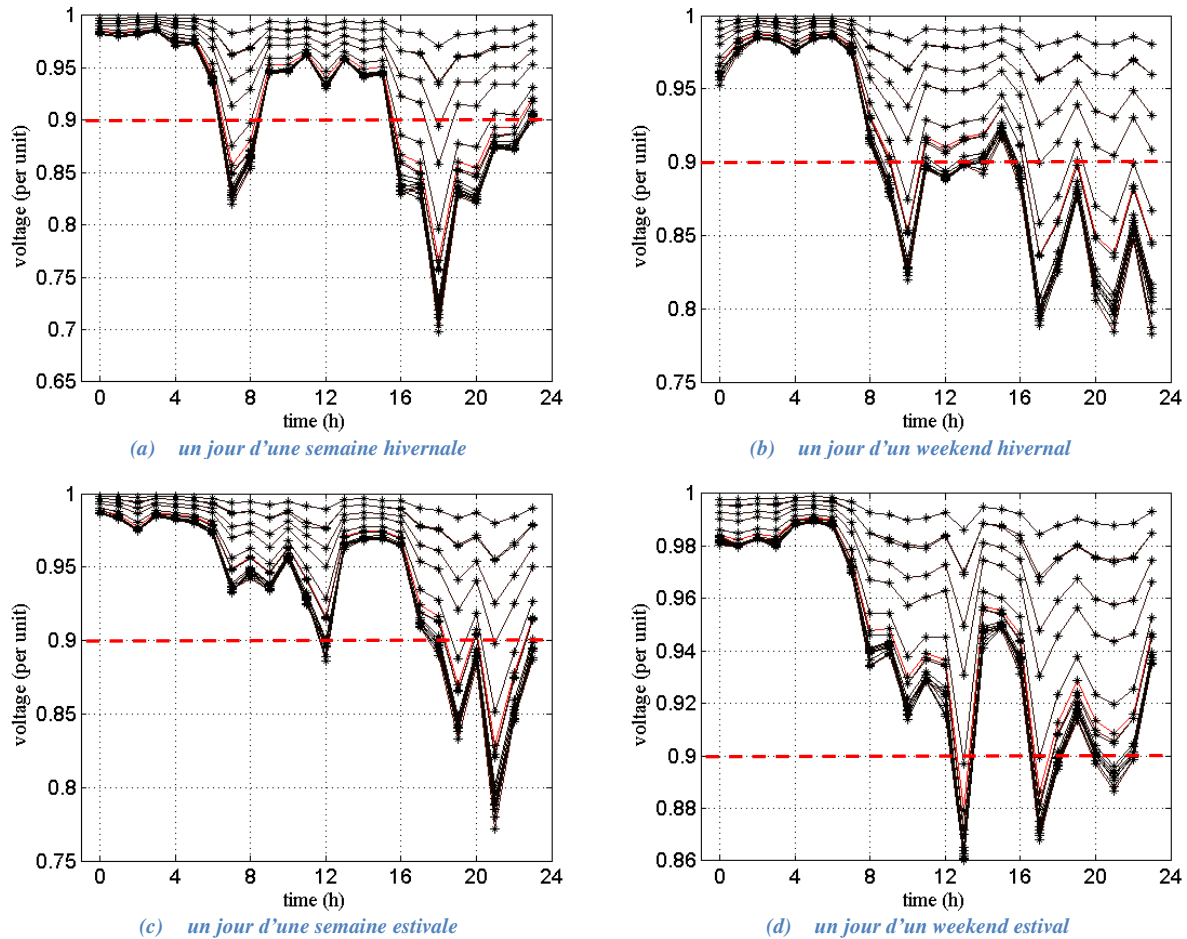 1
0.95
0.9
0.85
0.8
0.75
0.7
0.65
voltage (per unit)
0 4 8 12 16 20 24
time (h)
(a) un jour d'une semaine hivernale
1
0.95
0.9
0.85
0.8
0.75
voltage (per unit)
0 4 8 12 16 20 24
time (h)
(b) un jour d'un weekend hivernal
1
0.95
0.9
0.85
0.8
0.75
voltage (per unit)
0 4 8 12 16 20 24
time (h)
(c) un jour d'une semaine estivale
1
0.98
0.96
0.94
0.92
0.9
0.88
0.86
voltage (per unit)
0 4 8 12 16 20 24
time (h)
(d) un jour d'un weekend estival